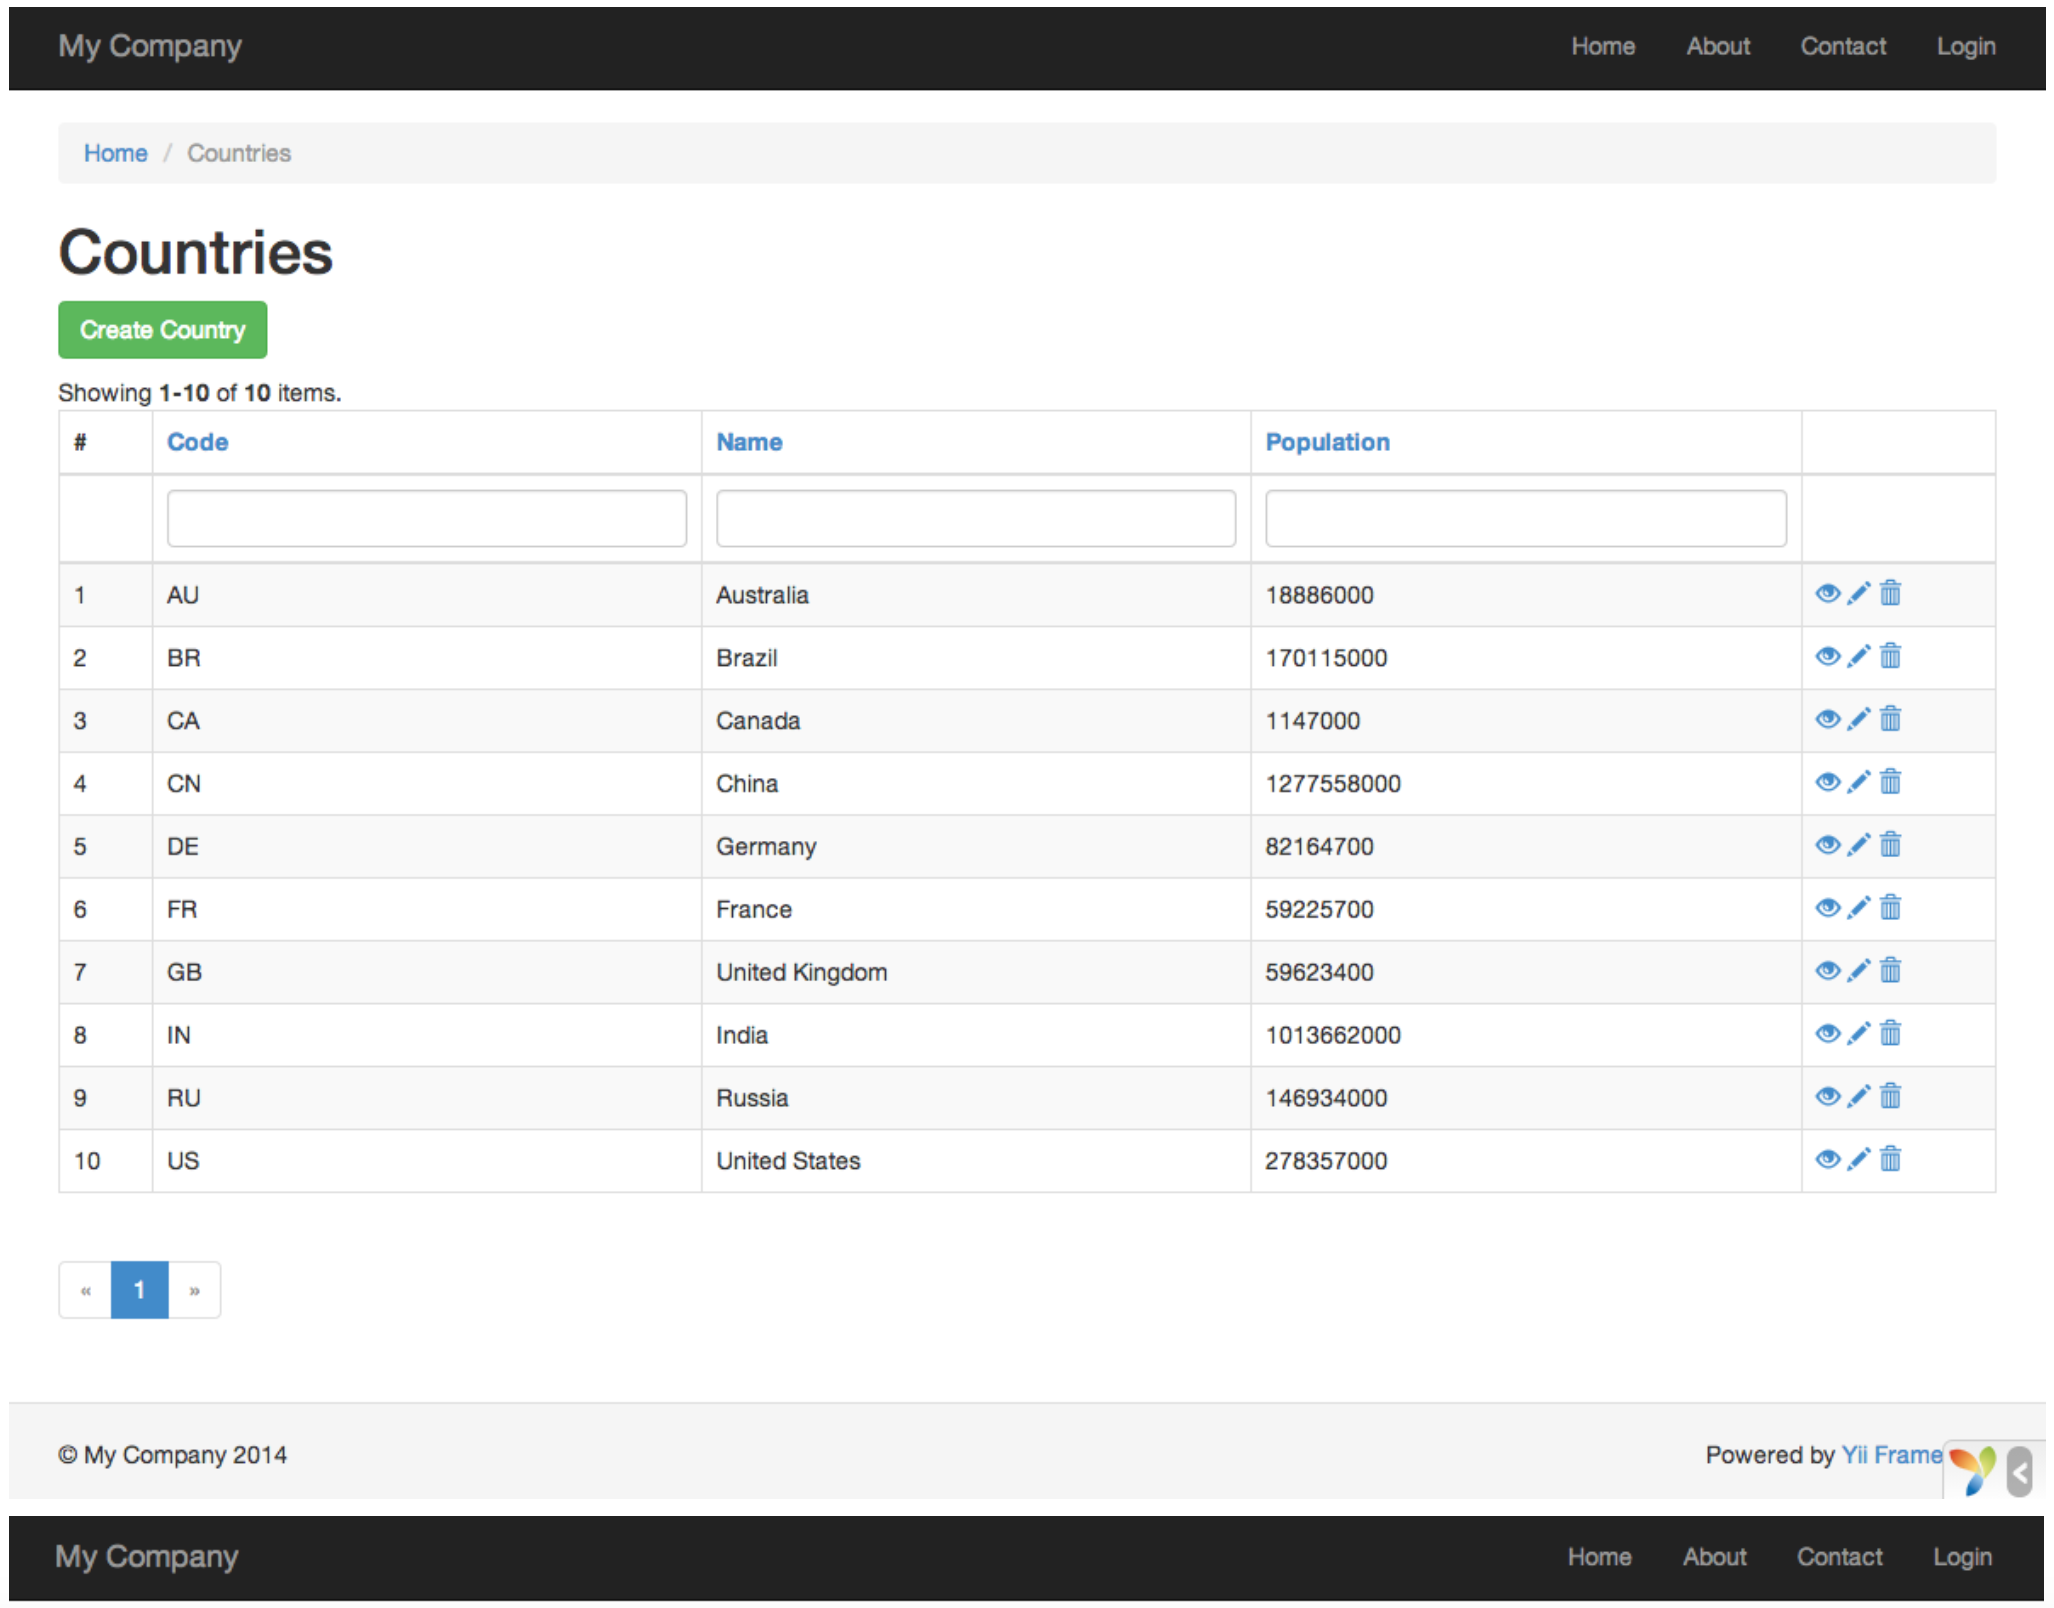 My Company Home About Contact Login
Home / Countries
Countries
Create Country
Showing 1-10 of 10 items.
# Code Name Population
1 AU Australia 18886000
2 BR Brazil 170115000
3 CA Canada 1147000
4 CN China 1277558000
5 DE Germany 82164700
6 FR France 59225700
7 GB United Kingdom 59623400
8 IN India 1013662000
9 RU Russia 146934000
10 US United States 278357000
« 1 »
© My Company 2014 Powered by Yii Frame
My Company Home About Contact Login